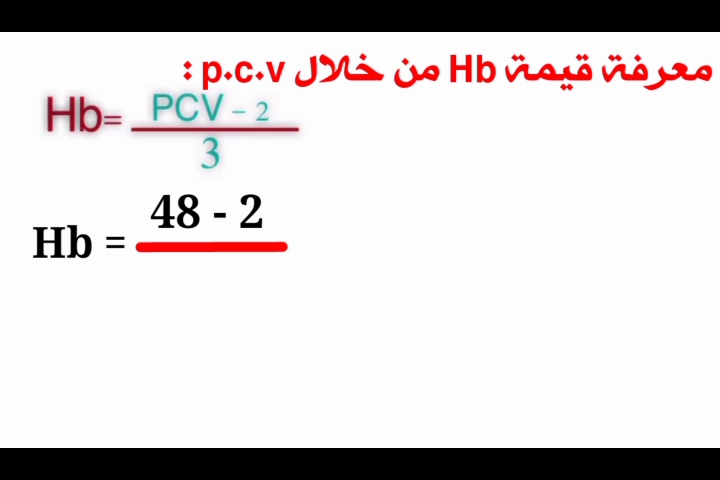 معرفة قيمة Hb من خلال p.c.v :
Hb= PCV - 2
3
Hb = 48 - 2